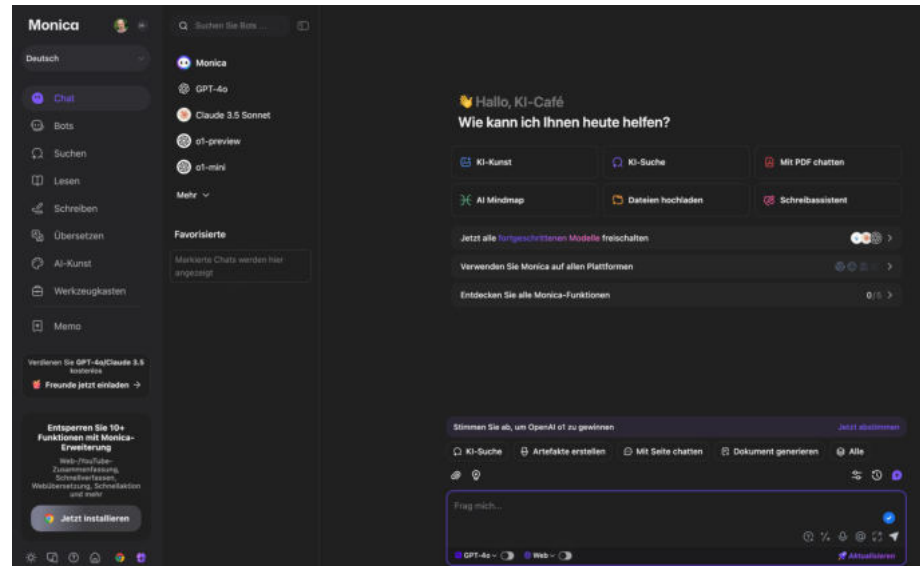 Monica
Deutsch
Chat
Bots
Suchen
Lesen
Schreiben
Übersetzen
AI-Kunst
Werkzeugkasten
Memo
Verdienen Sie GPT-4o/Claude 3.5
kostenlos
Freunde jetzt einladen →
Entsperren Sie 10+
Funktionen mit Monica-
Erweiterung
Web-/YouTube-
Zusammenfassung,
Schnellverfassen,
Webübersetzung, Schnellaktion
und mehr
Jetzt installieren
Suchen Sie Bots ...
Monica
GPT-4o
Claude 3.5 Sonnet
o1-preview
o1-mini
Mehr
Favorisierte
Markierte Chats werden hier
angezeigt
Hallo, KI-Café
Wie kann ich Ihnen heute helfen?
KI-Kunst
KI-Suche
Mit PDF chatten
AI Mindmap
Dateien hochladen
Schreibassistent
Jetzt alle fortgeschrittenen Modelle freischalten
Verwenden Sie Monica auf allen Plattformen
Entdecken Sie alle Monica-Funktionen 0/5
Stimmen Sie ab, um OpenAI o1 zu gewinnen Jetzt abstimmen
KI-Suche Artefakte erstellen Mit Seite chatten Dokument generieren Alle
Frag mich...
GPT-4o Web Aktualisieren